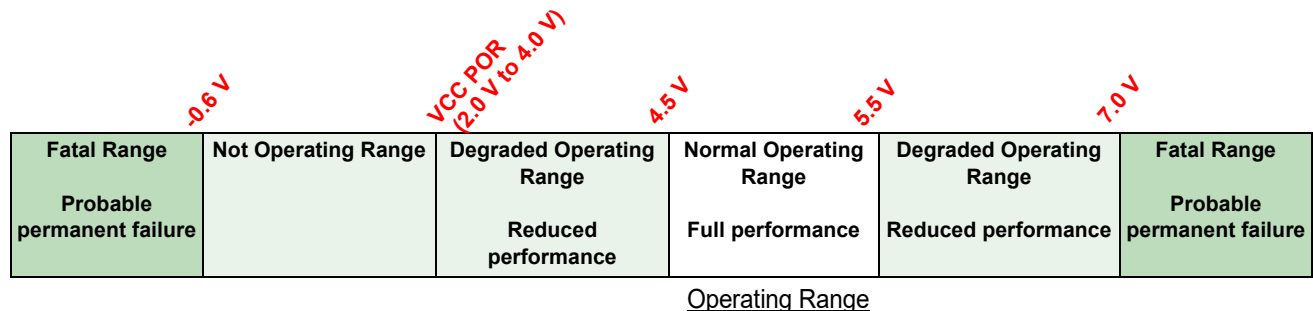 -0.6 V
VCC POR
(2.0 V to 4.0 V)
4.5 V
5.5 V
7.0 V
Fatal Range
Probable
permanent failure
Not Operating Range
Degraded Operating
Range
Reduced
performance
Normal Operating
Range
Full performance
Degraded Operating
Range
Reduced performance
Fatal Range
Probable
permanent failure
Operating Range